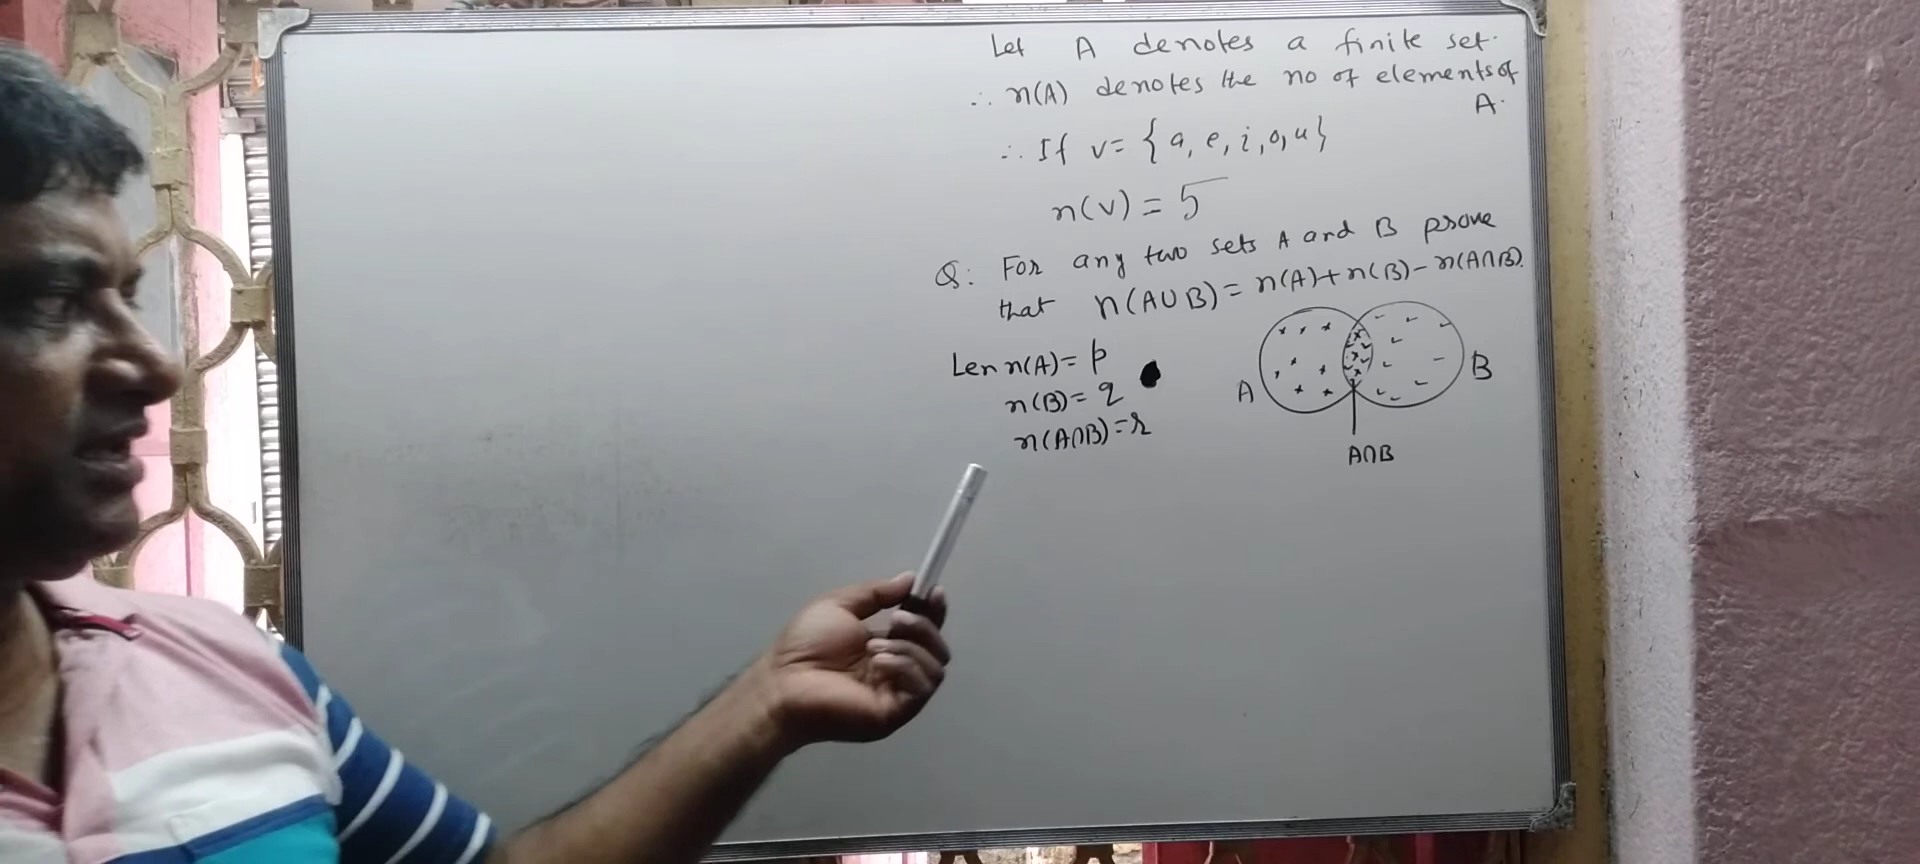 Let A denotes a finite set.
∴ n(A) denotes the no of elements of
A.
∴ If v= { a, e, i, o, u}
n(v) = 5
Q: For any two sets A and B prove
that n(A∪B)= n(A)+n(B)-n(A∩B).
Len n(A)= p
n(B)= q
n(A∩B)=r
A
B
A∩B